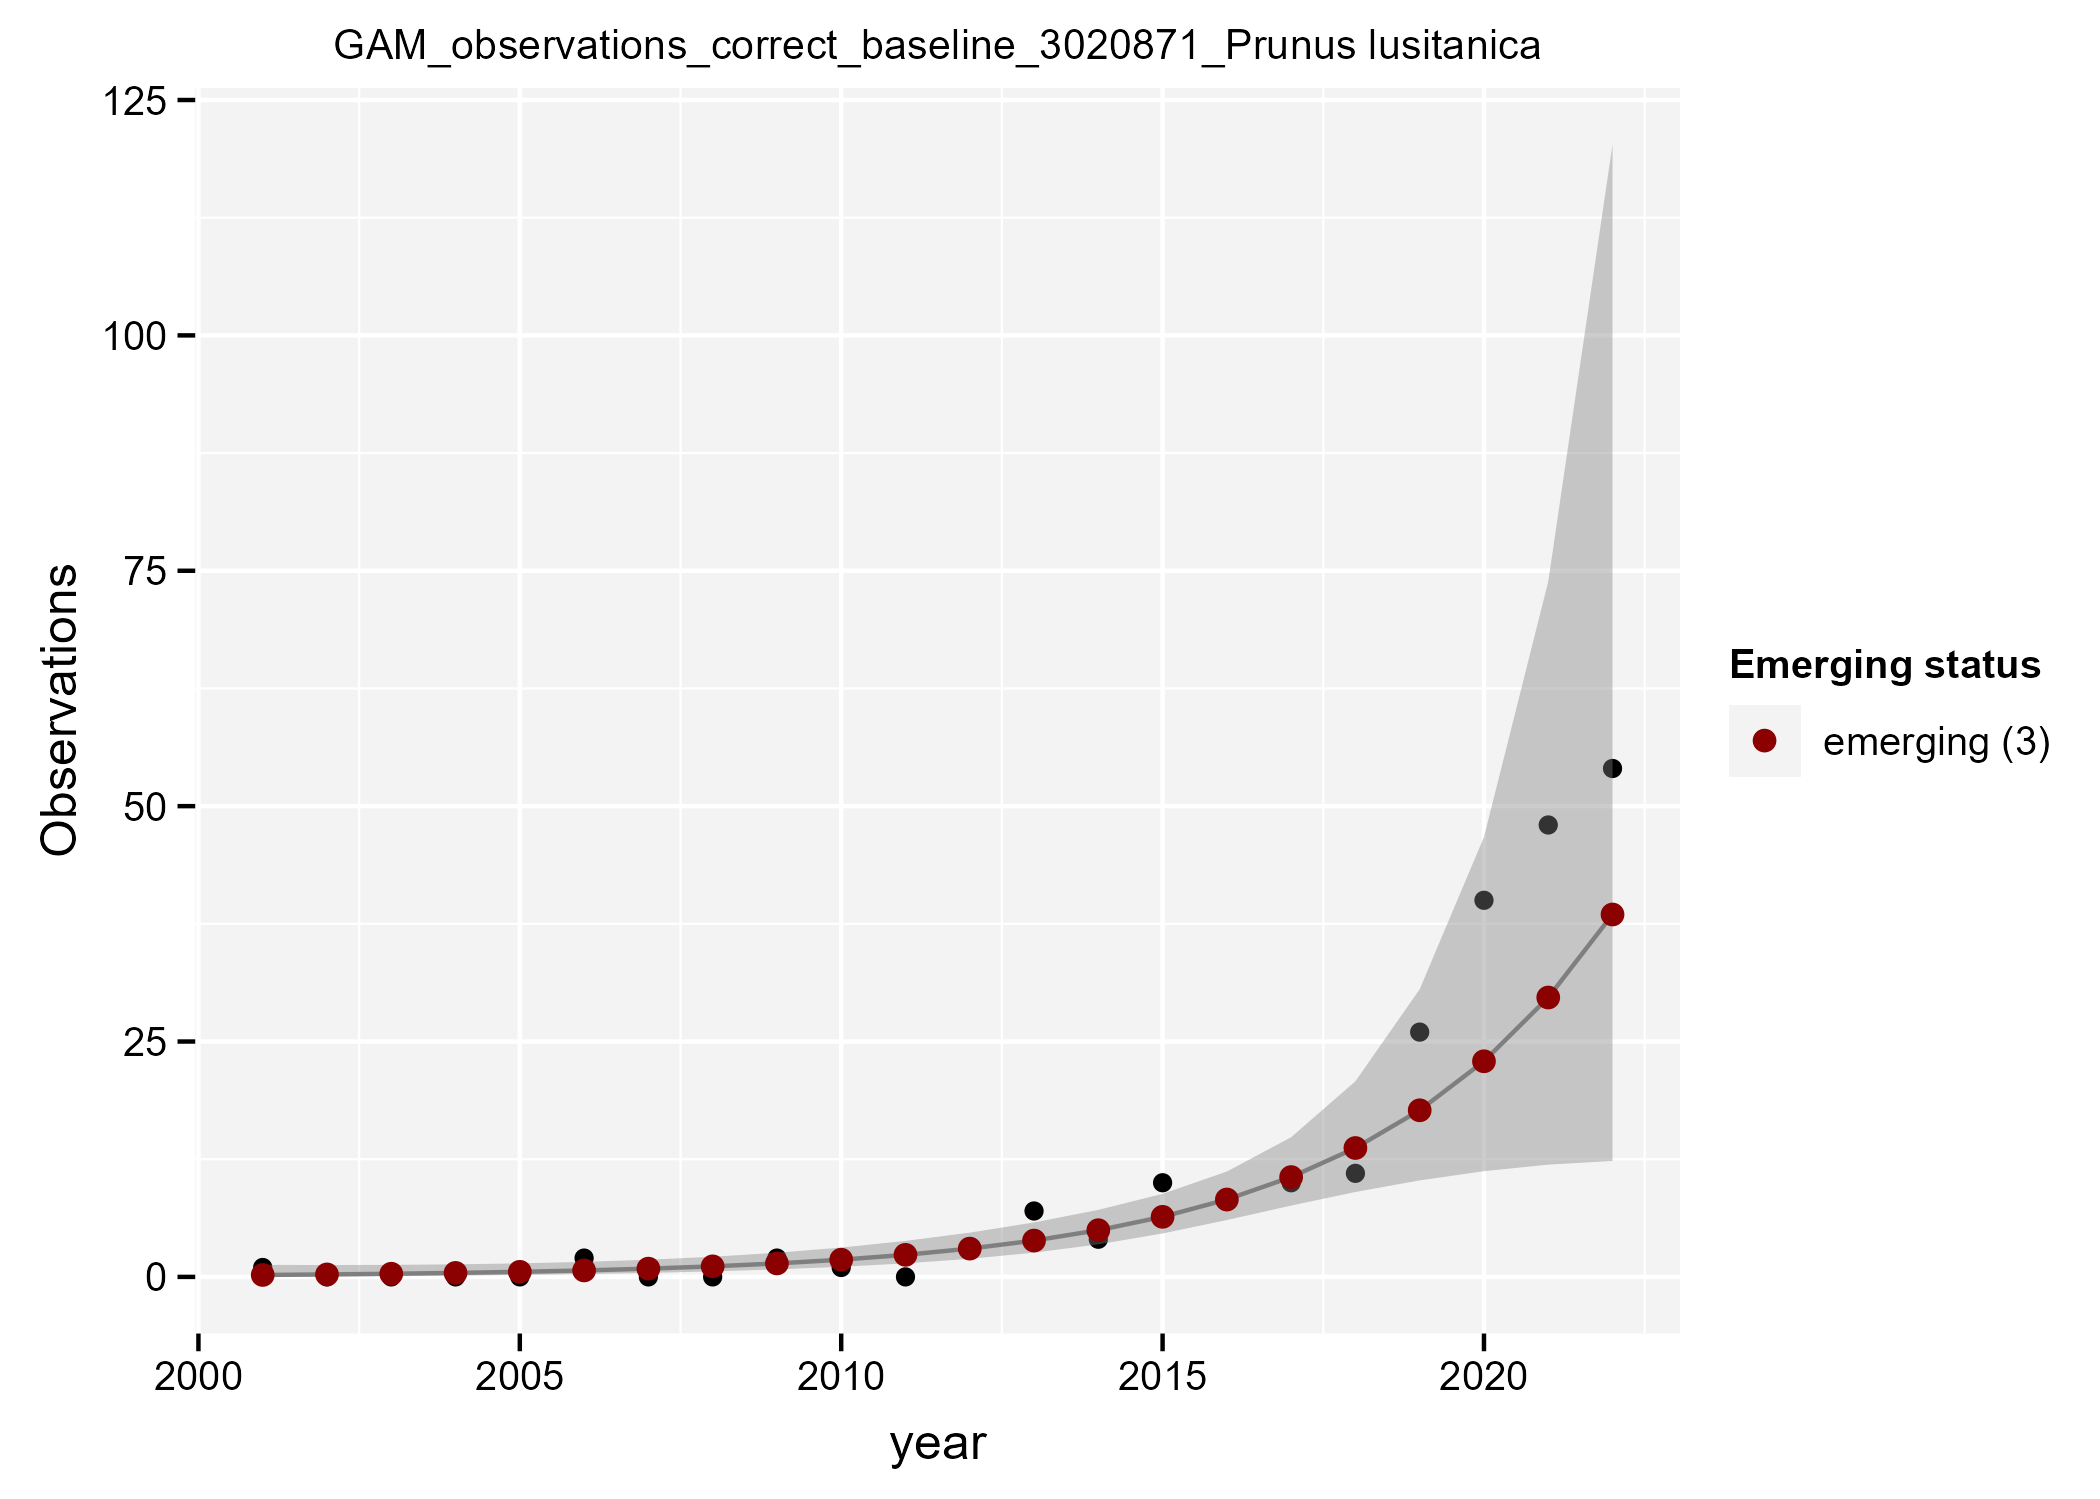 GAM_observations_correct_baseline_3020871_Prunus lusitanica
125
100
75
50
25
0
Observations
2000
2005
2010
2015
2020
year
Emerging status
emerging (3)